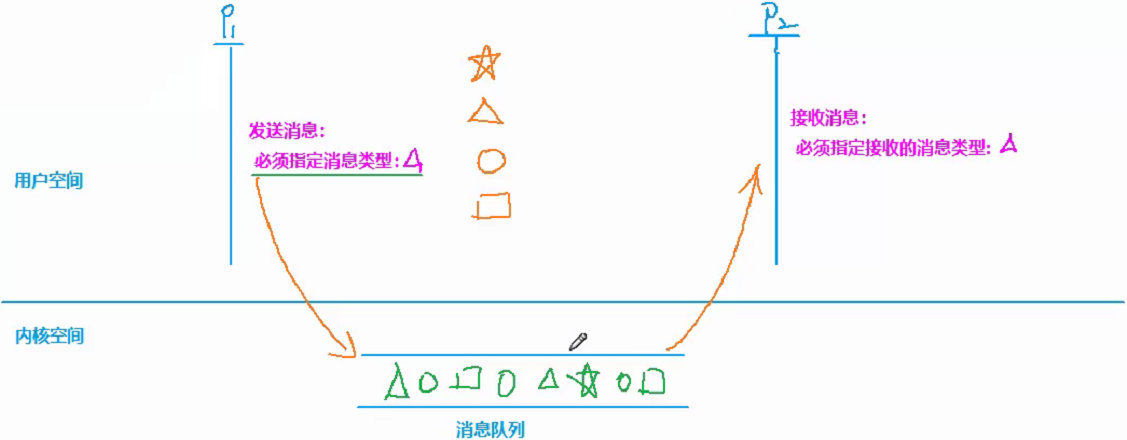 P1
P2
发送消息：
必须指定消息类型：
接收消息：
必须指定接收的消息类型：
用户空间
内核空间
消息队列